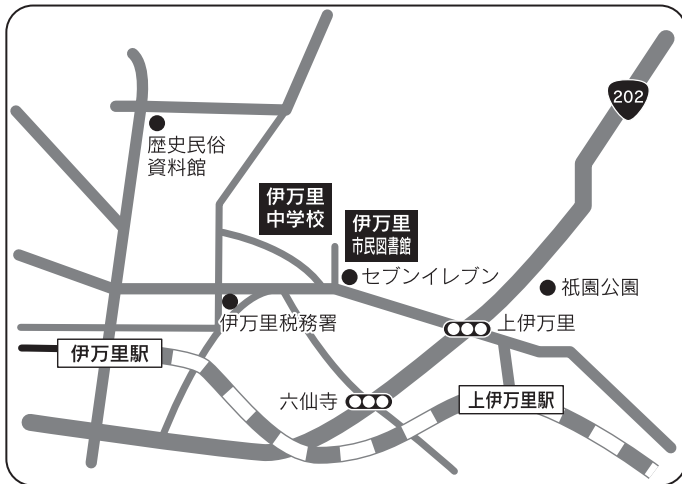 202
歴史民俗
資料館
伊万里
中学校
伊万里
市民図書館
セブンイレブン
祇園公園
伊万里税務署
上伊万里
伊万里駅
六仙寺
上伊万里駅